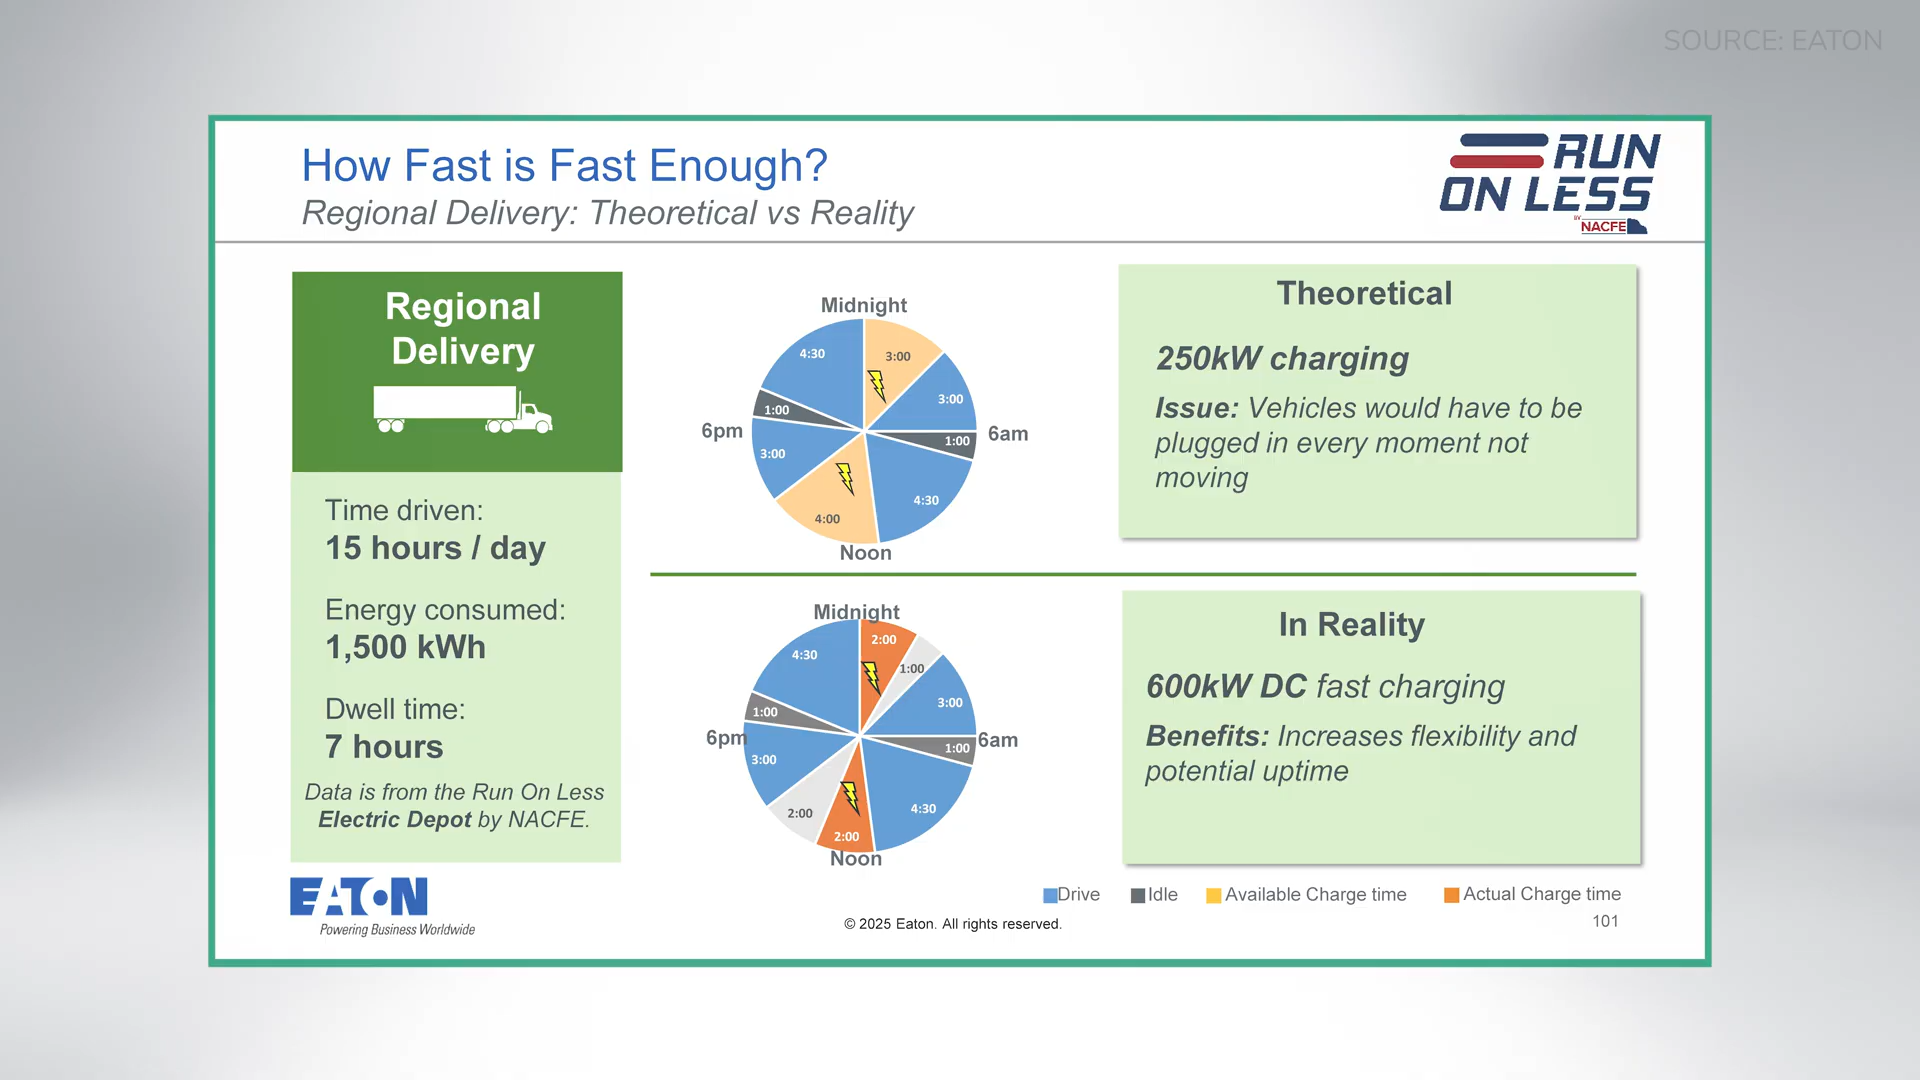 SOURCE: EATON
How Fast is Fast Enough?
Regional Delivery: Theoretical vs Reality
RUN
ON LESS
BY NACFE
Regional
Delivery
Time driven:
15 hours / day
Energy consumed:
1,500 kWh
Dwell time:
7 hours
Data is from the Run On Less
Electric Depot by NACFE.
Midnight
4:30
3:00
3:00
1:00
6pm
6am
1:00
3:00
4:30
4:00
Noon
Theoretical
250kW charging
Issue: Vehicles would have to be
plugged in every moment not
moving
Midnight
2:00
4:30
1:00
3:00
1:00
6pm
6am
1:00
3:00
4:30
2:00
2:00
Noon
In Reality
600kW DC fast charging
Benefits: Increases flexibility and
potential uptime
Drive Idle Available Charge time Actual Charge time
EATON
Powering Business Worldwide
© 2025 Eaton. All rights reserved.
101